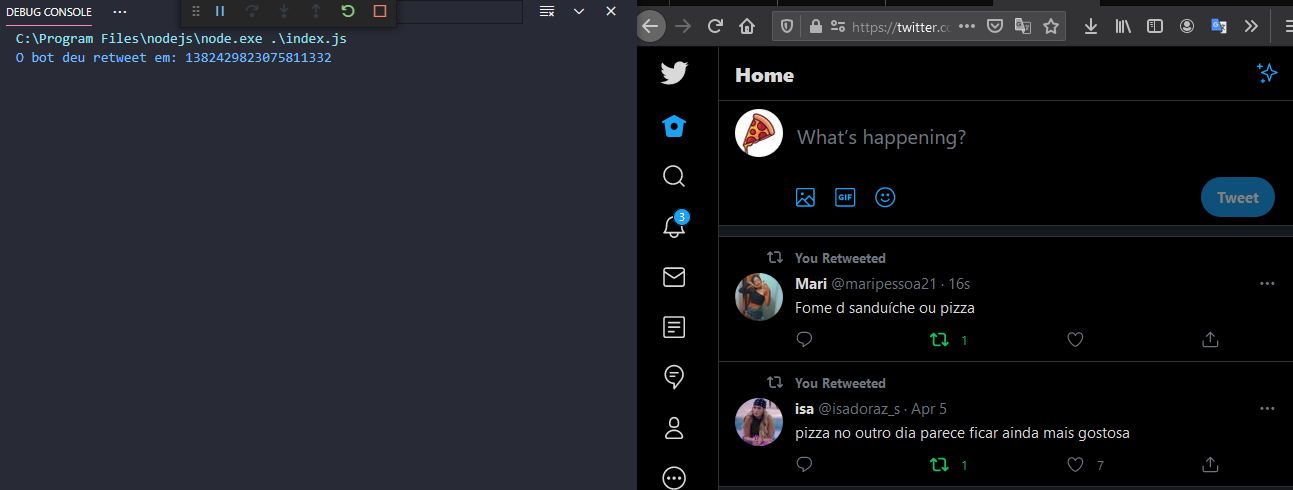 DEBUG CONSOLE
C:\Program Files\nodejs\node.exe .\index.js
O bot deu retweet em: 1382429823075811332
https://twitter.co
Home
What's happening?
GIF
Tweet
3
You Retweeted
Mari @maripessoa21 · 16s
Fome d sanduíche ou pizza
1
You Retweeted
isa @isadoraz_s · Apr 5
pizza no outro dia parece ficar ainda mais gostosa
1 7